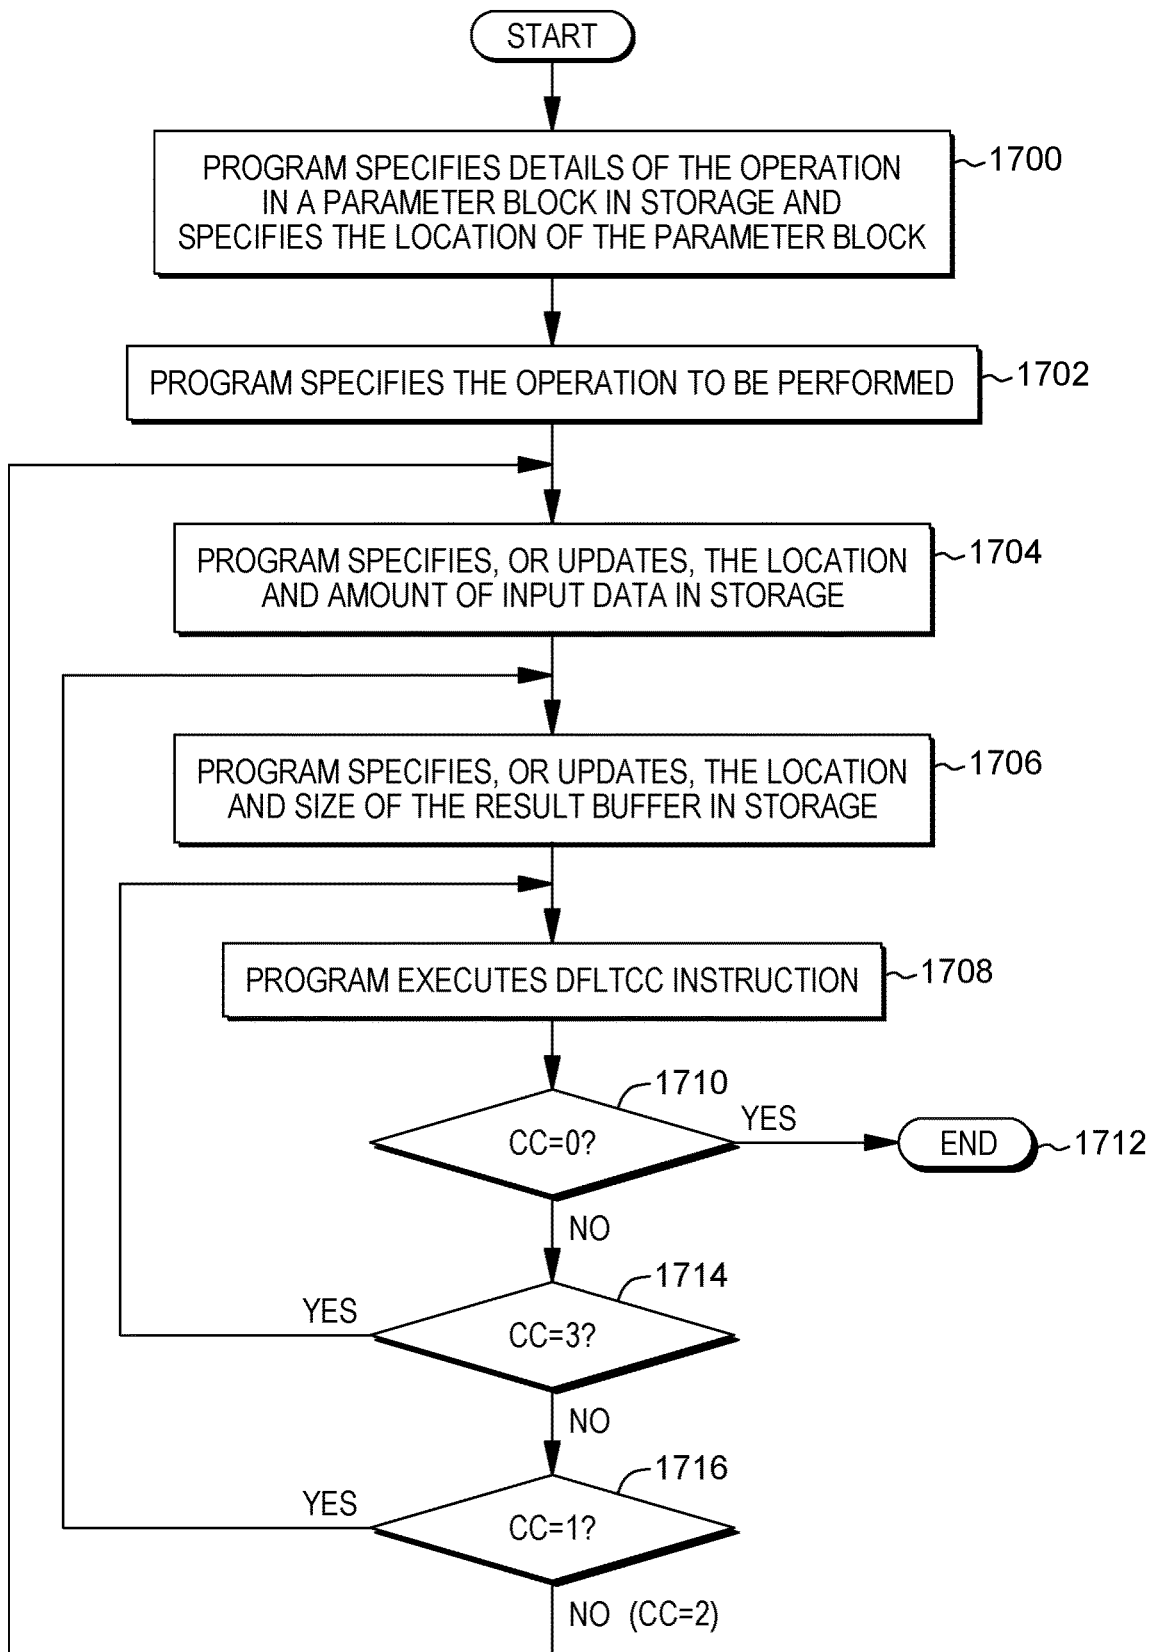 START
PROGRAM SPECIFIES DETAILS OF THE OPERATION
IN A PARAMETER BLOCK IN STORAGE AND
SPECIFIES THE LOCATION OF THE PARAMETER BLOCK
1700
PROGRAM SPECIFIES THE OPERATION TO BE PERFORMED
1702
PROGRAM SPECIFIES, OR UPDATES, THE LOCATION
AND AMOUNT OF INPUT DATA IN STORAGE
1704
PROGRAM SPECIFIES, OR UPDATES, THE LOCATION
AND SIZE OF THE RESULT BUFFER IN STORAGE
1706
PROGRAM EXECUTES DFLTCC INSTRUCTION
1708
1710
CC=0?
YES
END
1712
NO
1714
YES
CC=3?
NO
1716
YES
CC=1?
NO (CC=2)